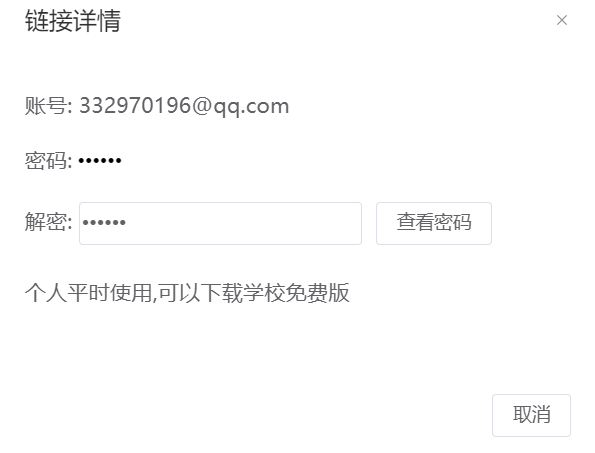 链接详情
账号: 332970196@qq.com
密码: ••••••
解密: •••••• 查看密码
个人平时使用,可以下载学校免费版
取消